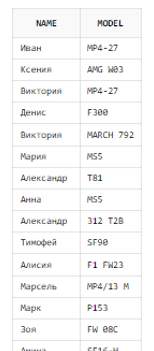 NAME MODEL
Иван MP4-27
Ксения AMG W03
Виктория MP4-27
Денис F300
Виктория MARCH 792
Мария MS5
Александр T81
Анна MS5
Александр 312 T2B
Тимофей SF90
Алисия F1 FW23
Марсель MP4/13 M
Марк P153
Зоя FW 08C